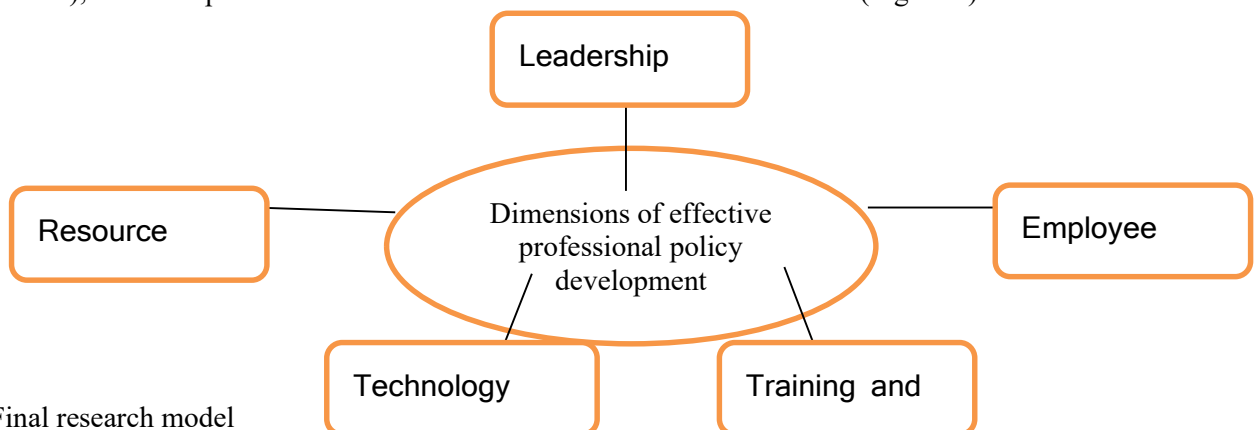 Leadership
Resource
Dimensions of effective
professional policy
development
Employee
Technology
Training and
Final research model